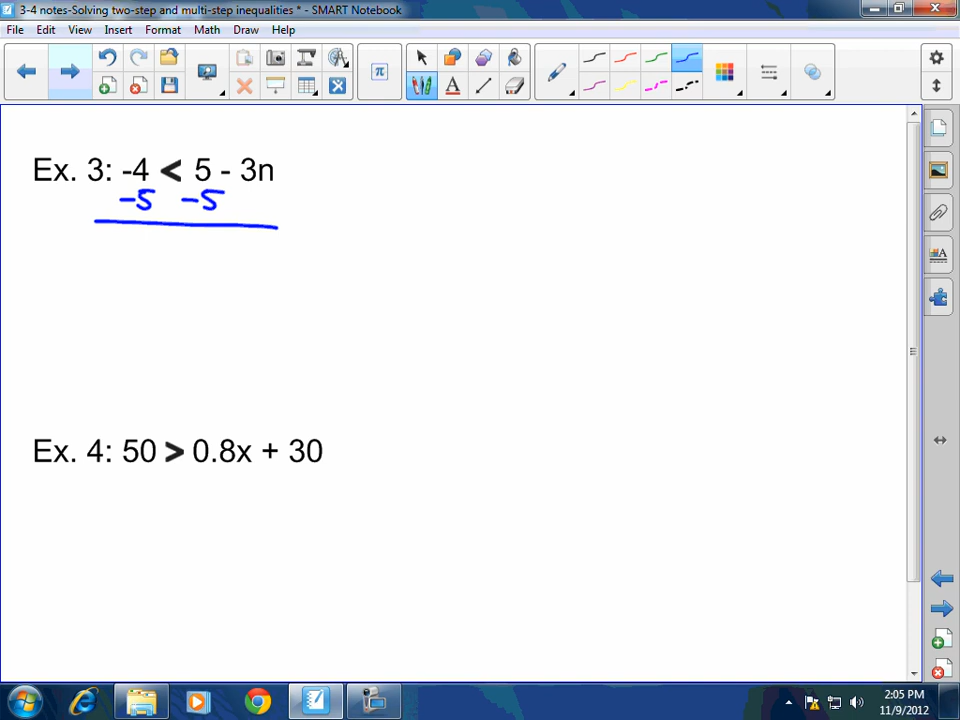 3-4 notes-Solving two-step and multi-step inequalities * - SMART Notebook
File Edit View Insert Format Math Draw Help
Ex. 3: -4 < 5 - 3n
-5 -5
Ex. 4: 50 > 0.8x + 30
2:05 PM
11/9/2012